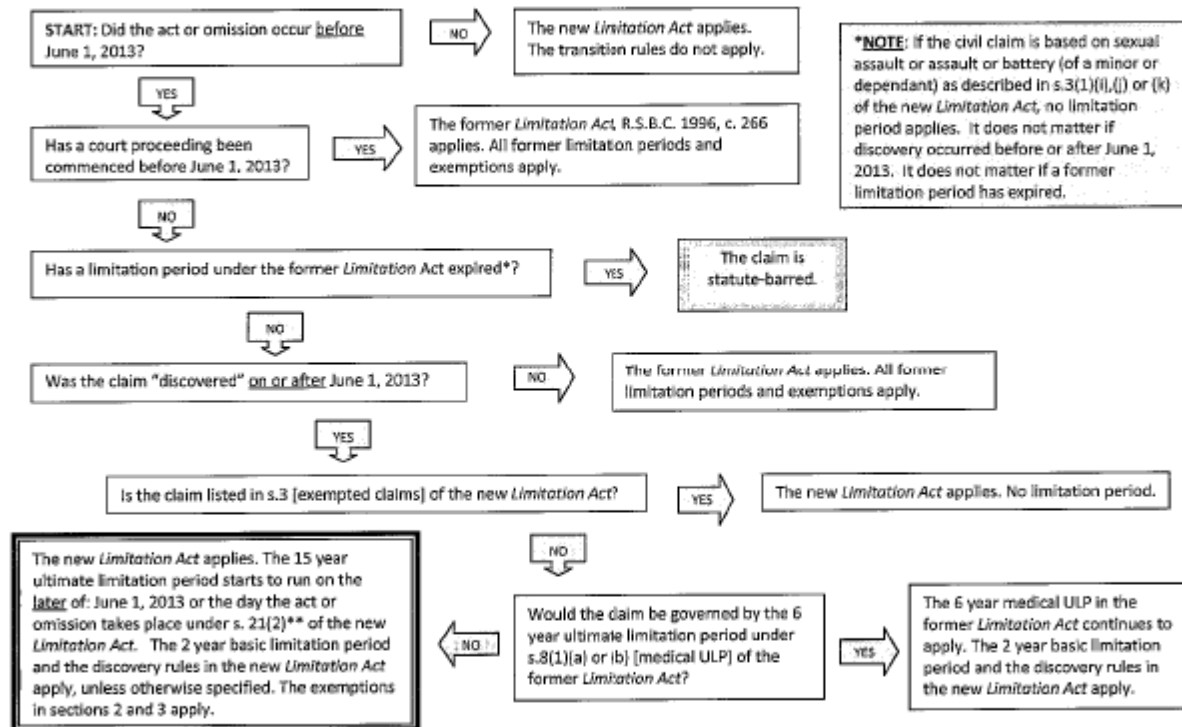 START: Did the act or omission occur before
June 1, 2013?
NO
The new Limitation Act applies.
The transition rules do not apply.
*NOTE: If the civil claim is based on sexual
assault or assault or battery (of a minor or
dependant) as described in s.3(1)(i),(j) or (k)
of the new Limitation Act, no limitation
period applies. It does not matter if
discovery occurred before or after June 1,
2013. It does not matter if a former
limitation period has expired.
YES
Has a court proceeding been
commenced before June 1, 2013?
YES
The former Limitation Act, R.S.B.C. 1996, c. 266
applies. All former limitation periods and
exemptions apply.
NO
Has a limitation period under the former Limitation Act expired*?
YES
The claim is
statute-barred.
NO
Was the claim "discovered" on or after June 1, 2013?
NO
The former Limitation Act applies. All former
limitation periods and exemptions apply.
YES
Is the claim listed in s.3 [exempted claims] of the new Limitation Act?
YES
The new Limitation Act applies. No limitation period.
NO
The new Limitation Act applies. The 15 year
ultimate limitation period starts to run on the
later of: June 1, 2013 or the day the act or
omission takes place under s. 21(2)** of the new
Limitation Act. The 2 year basic limitation period
and the discovery rules in the new Limitation Act
apply, unless otherwise specified. The exemptions
in sections 2 and 3 apply.
NO
Would the claim be governed by the 6
year ultimate limitation period under
s.8(1)(a) or (b) [medical ULP] of the
former Limitation Act?
YES
The 6 year medical ULP in the
former Limitation Act continues to
apply. The 2 year basic limitation
period and the discovery rules in
the new Limitation Act apply.